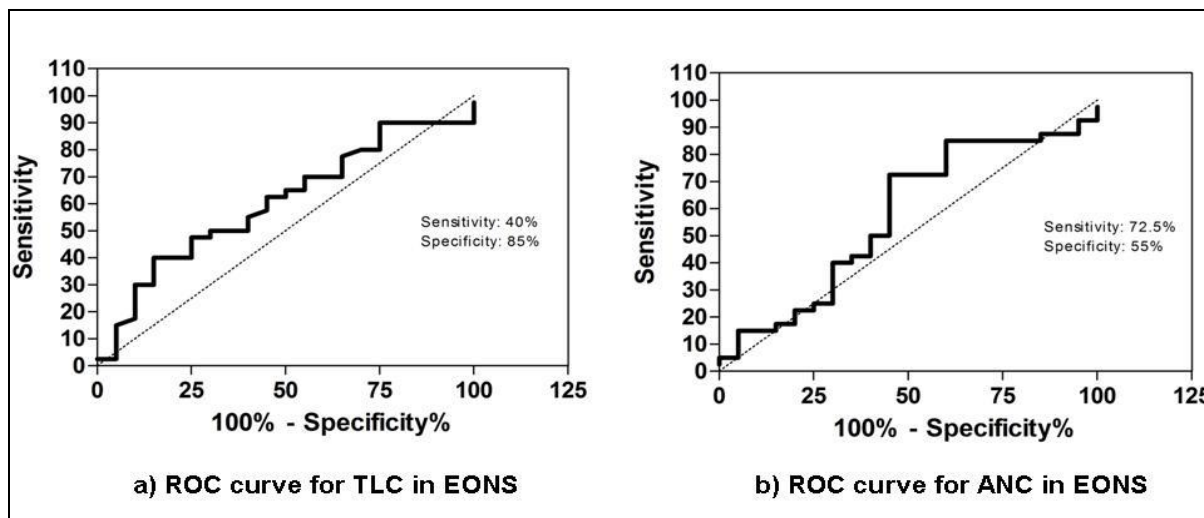 110
100
90
80
70
60
50
40
30
20
10
0
Sensitivity
Sensitivity: 40%
Specificity: 85%
0 25 50 75 100 125
100% - Specificity%
a) ROC curve for TLC in EONS
110
100
90
80
70
60
50
40
30
20
10
0
Sensitivity
Sensitivity: 72.5%
Specificity: 55%
0 25 50 75 100 125
100% - Specificity%
b) ROC curve for ANC in EONS